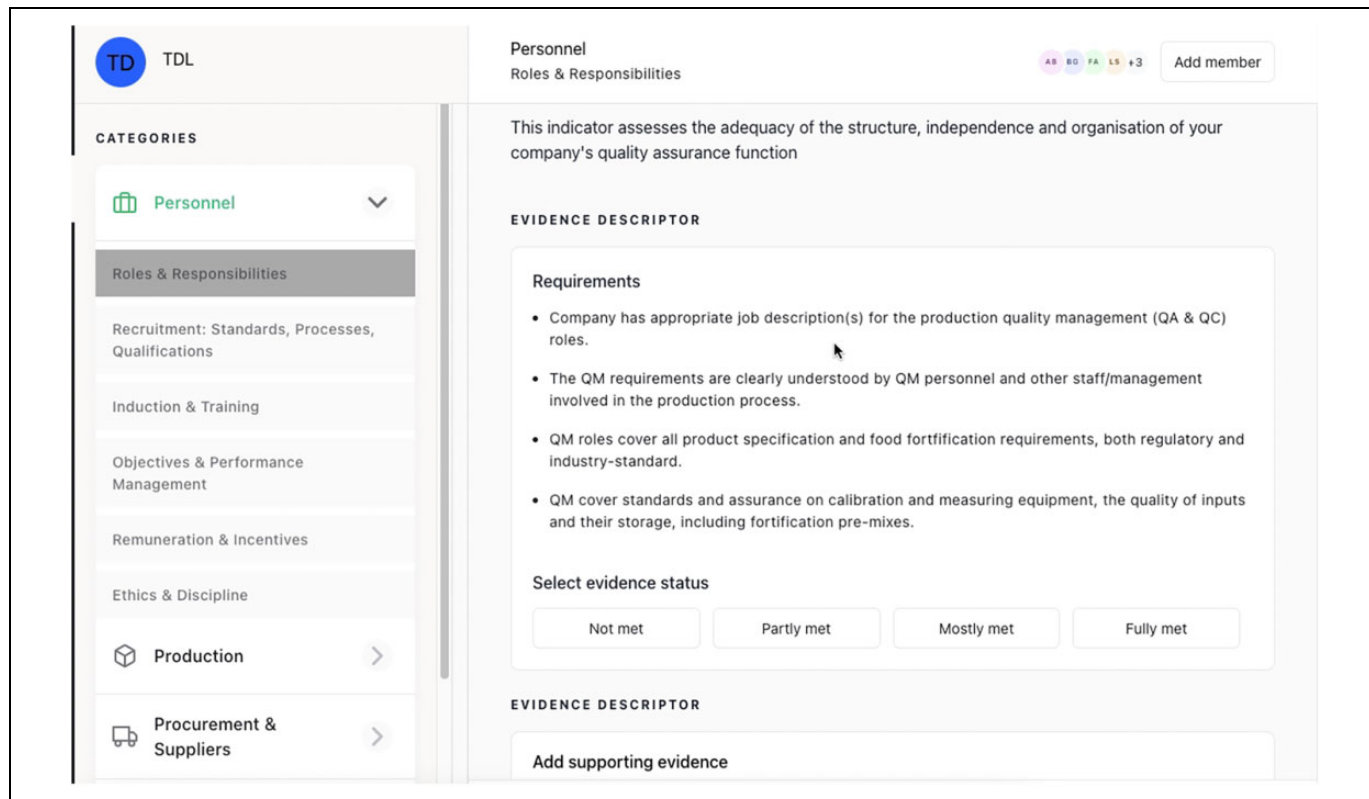 TD
TDL
CATEGORIES
Personnel
Roles & Responsibilities
Recruitment: Standards, Processes,
Qualifications
Induction & Training
Objectives & Performance
Management
Remuneration & Incentives
Ethics & Discipline
Production
Procurement &
Suppliers
Personnel
Roles & Responsibilities
AB BG FA LS +3
Add member
This indicator assesses the adequacy of the structure, independence and organisation of your
company's quality assurance function
EVIDENCE DESCRIPTOR
Requirements
• Company has appropriate job description(s) for the production quality management (QA & QC)
roles.
• The QM requirements are clearly understood by QM personnel and other staff/management
involved in the production process.
• QM roles cover all product specification and food fortfification requirements, both regulatory and
industry-standard.
• QM cover standards and assurance on calibration and measuring equipment, the quality of inputs
and their storage, including fortification pre-mixes.
Select evidence status
Not met
Partly met
Mostly met
Fully met
EVIDENCE DESCRIPTOR
Add supporting evidence